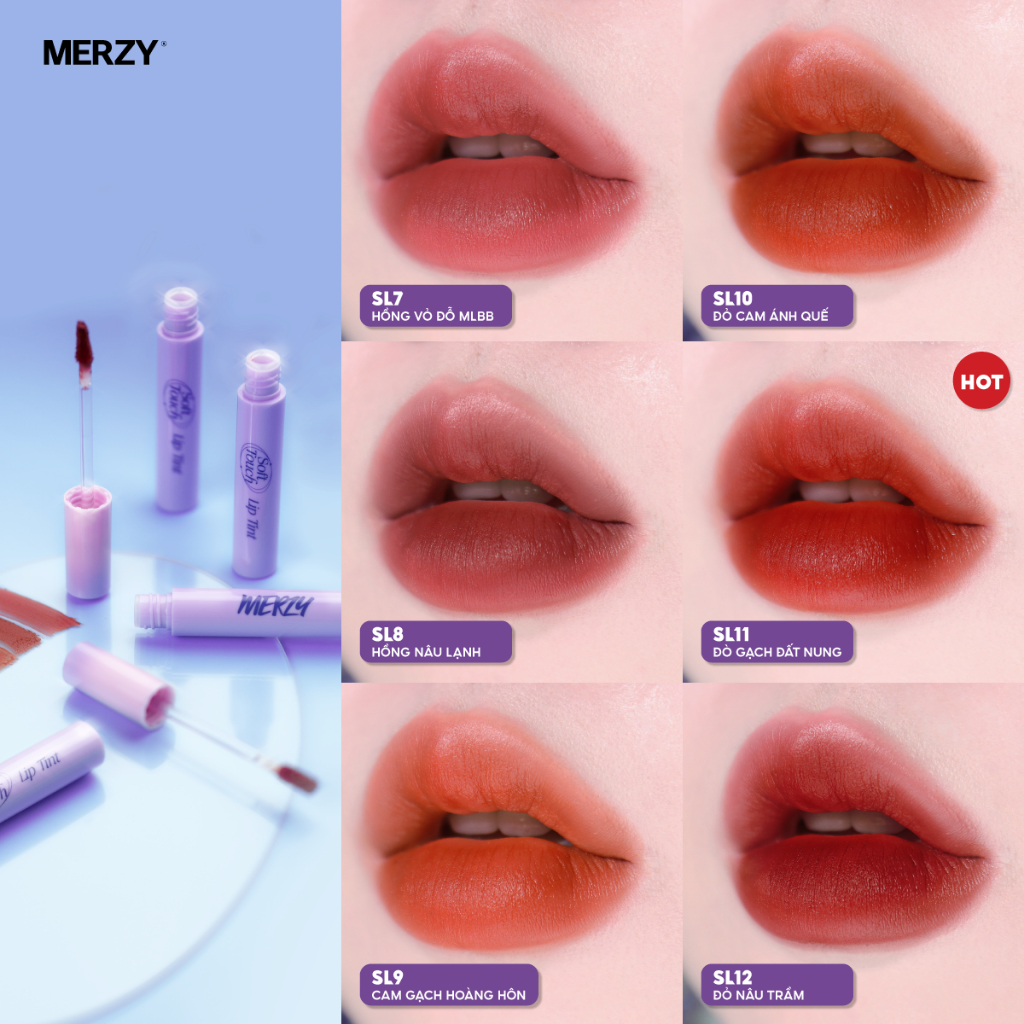 MERZY®
Soft
Touch
Lip Tint
Soft
Touch
Lip Tint
MERZY
Lip Tint
SL7
HỒNG VỎ ĐỖ MLBB
SL10
ĐỎ CAM ÁNH QUẾ
HOT
SL8
HỒNG NÂU LẠNH
SL11
ĐỎ GẠCH ĐẤT NUNG
SL9
CAM GẠCH HOÀNG HÔN
SL12
ĐỎ NÂU TRẦM